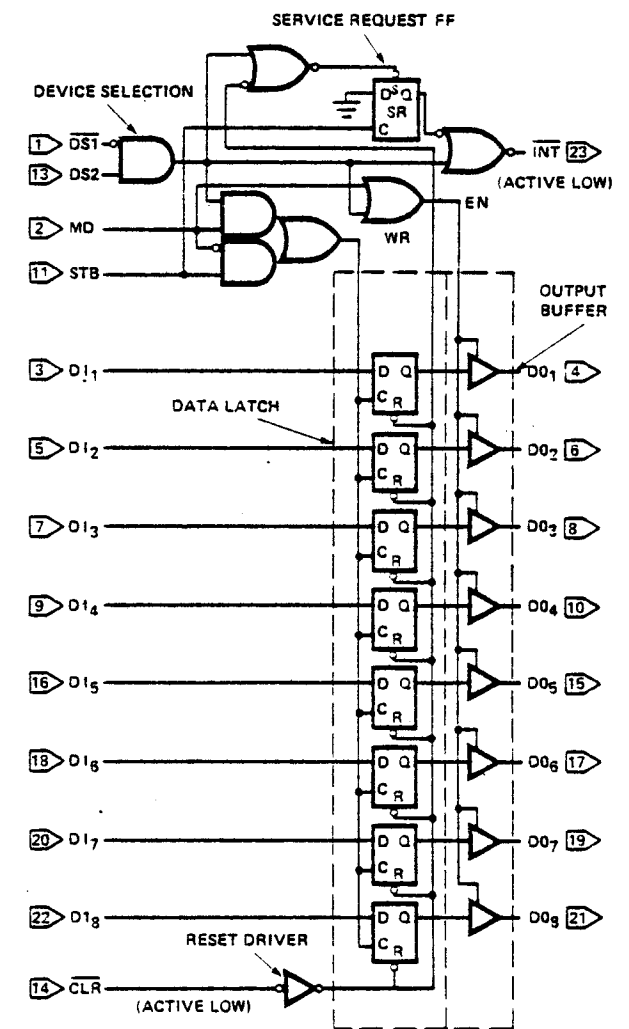 SERVICE REQUEST FF
DEVICE SELECTION
D S Q
SR
C
1 DS1
13 DS2
INT 23
(ACTIVE LOW)
EN
2 MD
WR
11 STB
OUTPUT
BUFFER
3 DI1 D Q DO1 4
C R
DATA LATCH
5 DI2 D Q DO2 6
C R
7 DI3 D Q DO3 8
C R
9 DI4 D Q DO4 10
C R
16 DI5 D Q DO5 15
C R
18 DI6 D Q DO6 17
C R
20 DI7 D Q DO7 19
C R
22 DI8 D Q DO8 21
C R
RESET DRIVER
14 CLR
(ACTIVE LOW)